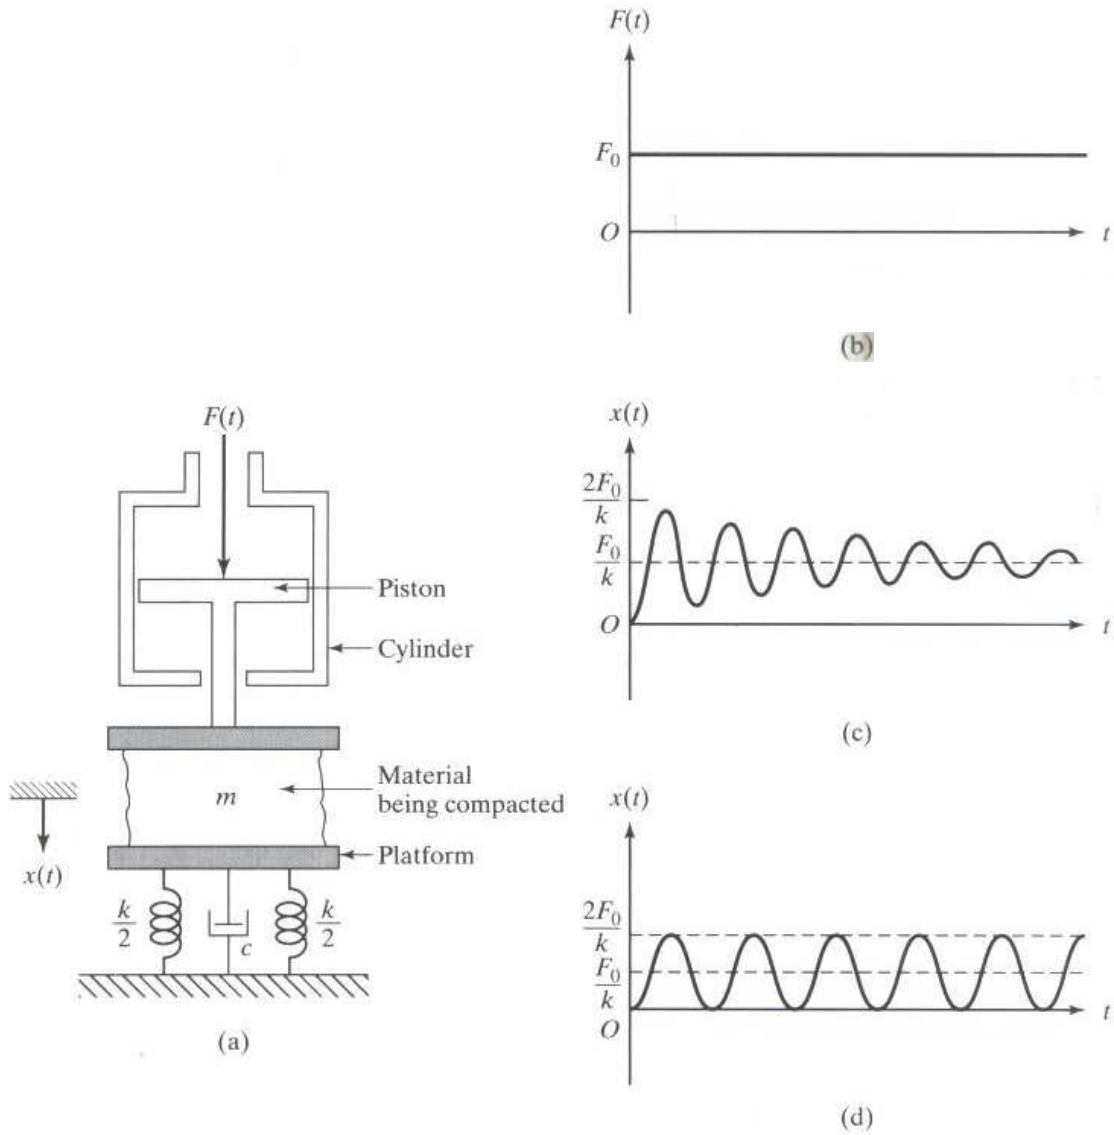 F(t)
F₀
O
t
(b)
x(t)
2F₀
k
F₀
k
O
t
(c)
x(t)
2F₀
k
F₀
k
O
t
(d)
F(t)
Piston
Cylinder
Material
being compacted
m
Platform
x(t)
k
2
c
k
2
(a)